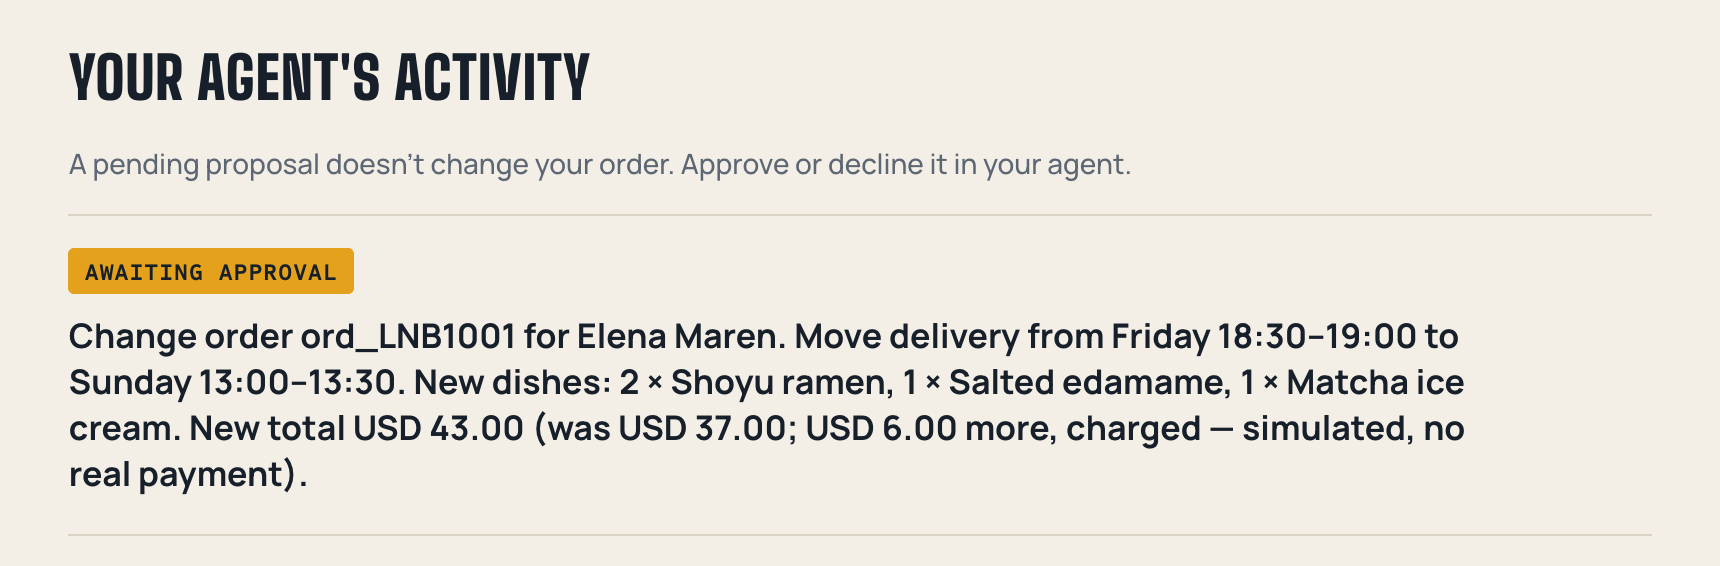 YOUR AGENT'S ACTIVITY
A pending proposal doesn’t change your order. Approve or decline it in your agent.
AWAITING APPROVAL
Change order ord_LNB1001 for Elena Maren. Move delivery from Friday 18:30–19:00 to
Sunday 13:00–13:30. New dishes: 2 × Shoyu ramen, 1 × Salted edamame, 1 × Matcha ice
cream. New total USD 43.00 (was USD 37.00; USD 6.00 more, charged — simulated, no
real payment).